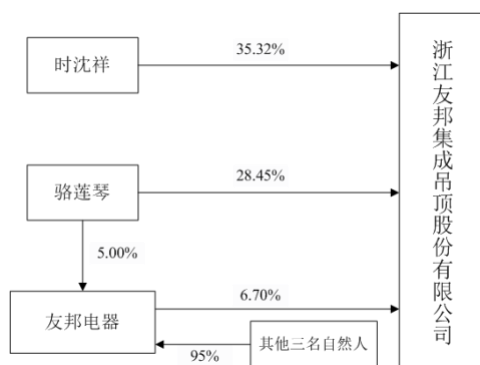 时沈祥
35.32%
骆莲琴
28.45%
5.00%
友邦电器
6.70%
其他三名自然人
95%
浙江友邦集成吊顶股份有限公司